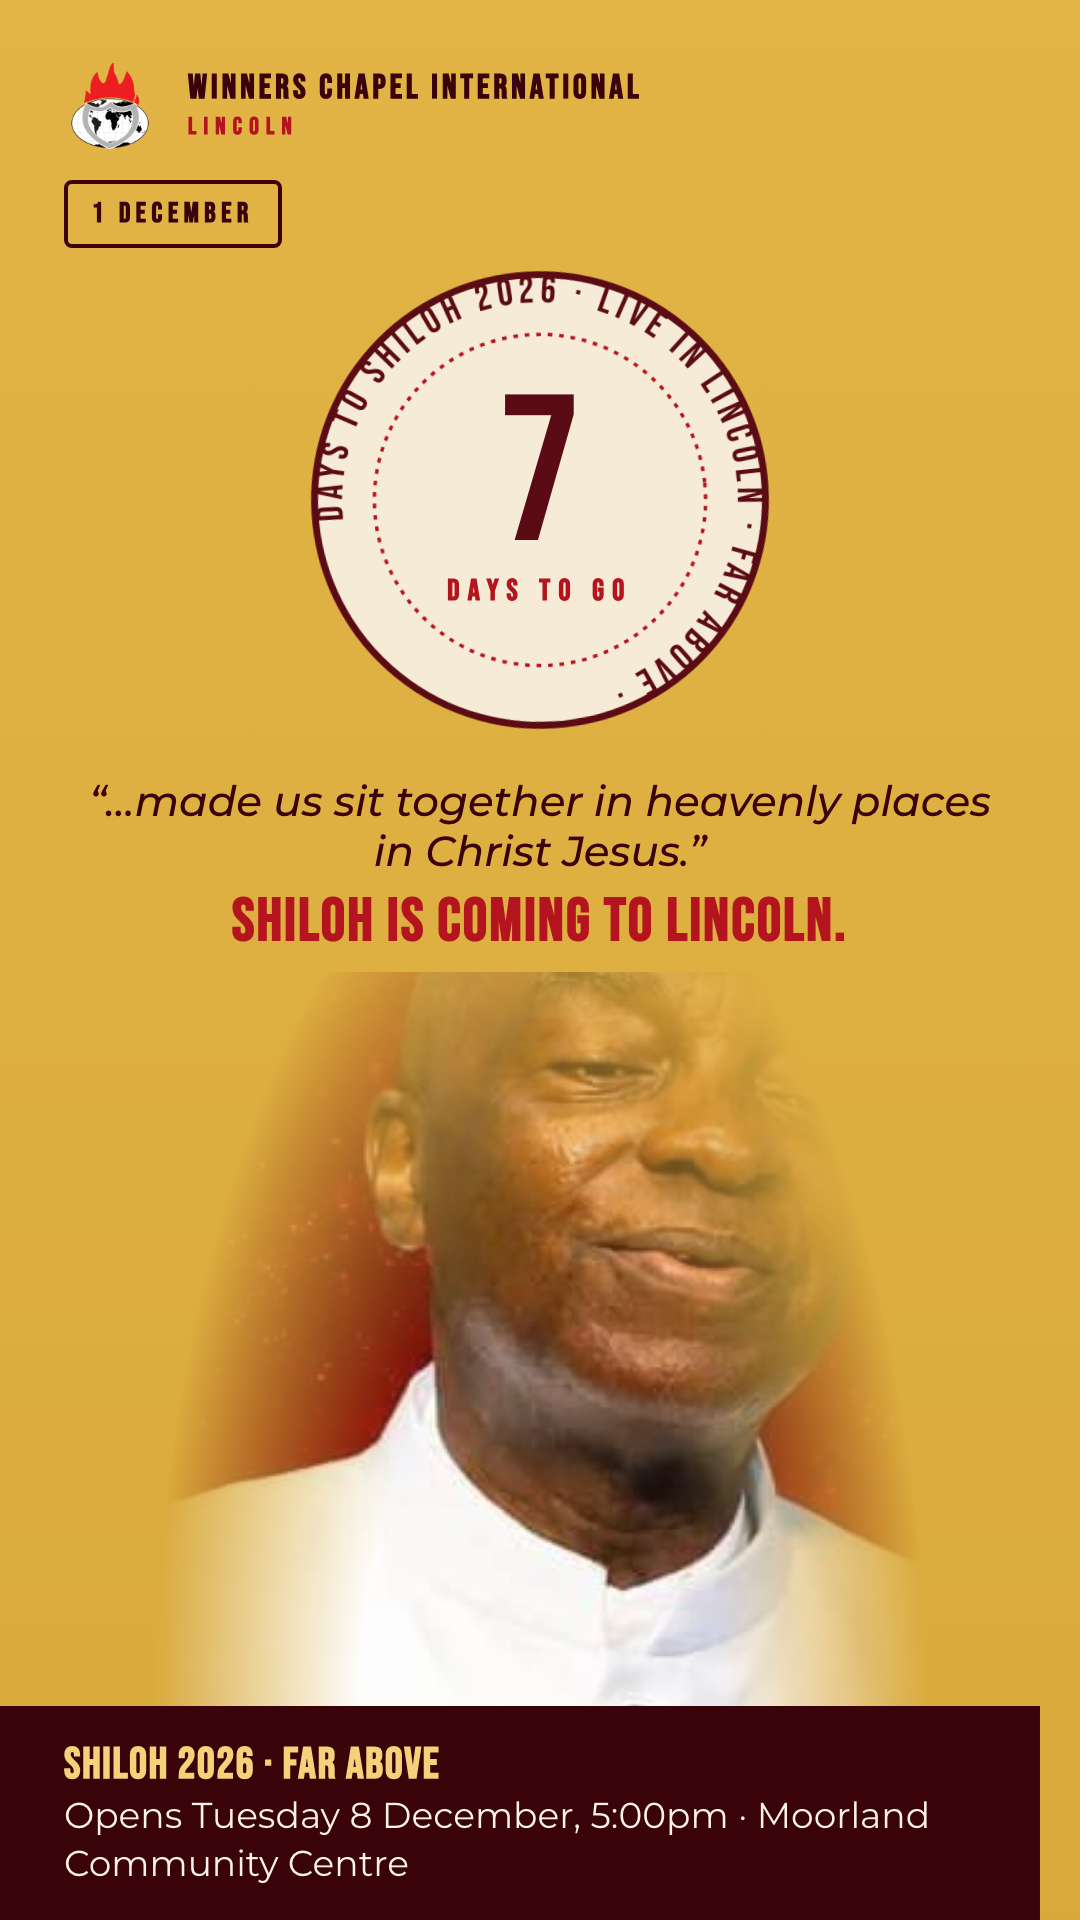 WINNERS CHAPEL INTERNATIONAL
LINCOLN
1 DECEMBER
DAYS TO SHILOH 2026 · LIVE IN LINCOLN · FAR ABOVE ·
7
DAYS TO GO
“…made us sit together in heavenly places
in Christ Jesus.”
SHILOH IS COMING TO LINCOLN.
SHILOH 2026 · FAR ABOVE
Opens Tuesday 8 December, 5:00pm · Moorland
Community Centre